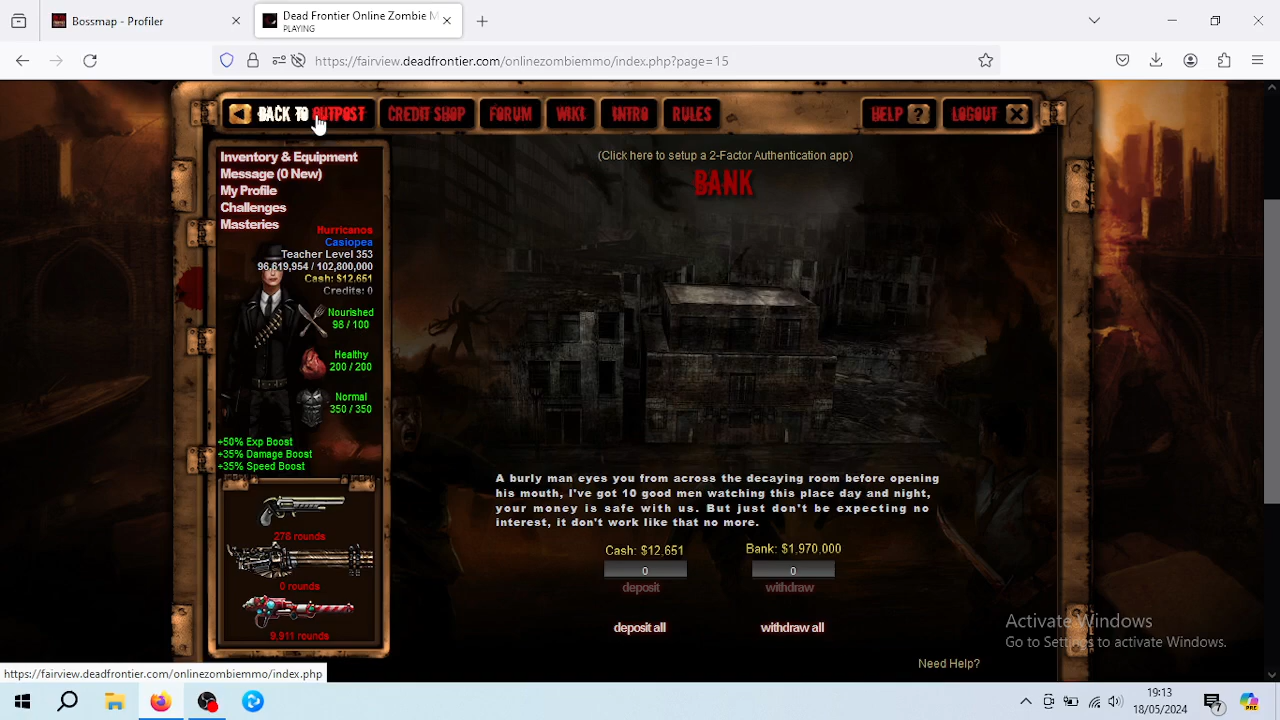 Bossmap - Profiler
Dead Frontier Online Zombie M
PLAYING
https://fairview.deadfrontier.com/onlinezombiemmo/index.php?page=15
BACK TO OUTPOST
CREDIT SHOP
FORUM
WIKI
INTRO
RULES
HELP ?
LOGOUT X
Inventory & Equipment
Message (0 New)
My Profile
Challenges
Masteries
Hurricanos
Casiopea
Teacher Level 353
96,619,954 / 102,800,000
Cash: $12,651
Credits: 0
Nourished
98 / 100
Healthy
200 / 200
Normal
350 / 350
+50% Exp Boost
+35% Damage Boost
+35% Speed Boost
276 rounds
0 rounds
9,911 rounds
(Click here to setup a 2-Factor Authentication app)
BANK
A burly man eyes you from across the decaying room before opening
his mouth, I've got 10 good men watching this place day and night,
your money is safe with us. But just don't be expecting no
interest, it don't work like that no more.
Cash: $12,651
Bank: $1,970,000
0
0
deposit
withdraw
deposit all
withdraw all
Need Help?
Activate Windows
Go to Settings to activate Windows.
https://fairview.deadfrontier.com/onlinezombiemmo/index.php
19:13
18/05/2024
7